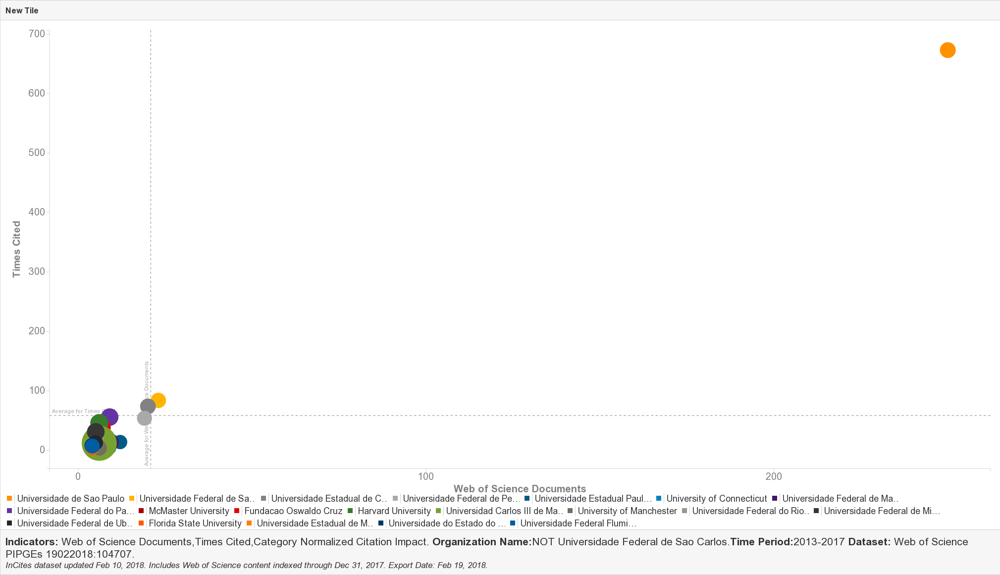 New Tile
700
600
500
400
300
200
100
0
Times Cited
Average for Times
Average for We
ce Documents
0 100 200
Web of Science Documents
Universidade de Sao Paulo Universidade Federal de Sa.. Universidade Estadual de C.. Universidade Federal de Pe... Universidade Estadual Paul... University of Connecticut Universidade Federal de Ma..
Universidade Federal do Pa... McMaster University Fundacao Oswaldo Cruz Harvard University Universidad Carlos III de Ma.. University of Manchester Universidade Federal do Rio.. Universidade Federal de Mi...
Universidade Federal de Ub.. Florida State University Universidade Estadual de M.. Universidade do Estado do ... Universidade Federal Flumi...
Indicators: Web of Science Documents,Times Cited,Category Normalized Citation Impact. Organization Name:NOT Universidade Federal de Sao Carlos.Time Period:2013-2017 Dataset: Web of Science
PIPGEs 19022018:104707.
InCites dataset updated Feb 10, 2018. Includes Web of Science content indexed through Dec 31, 2017. Export Date: Feb 19, 2018.